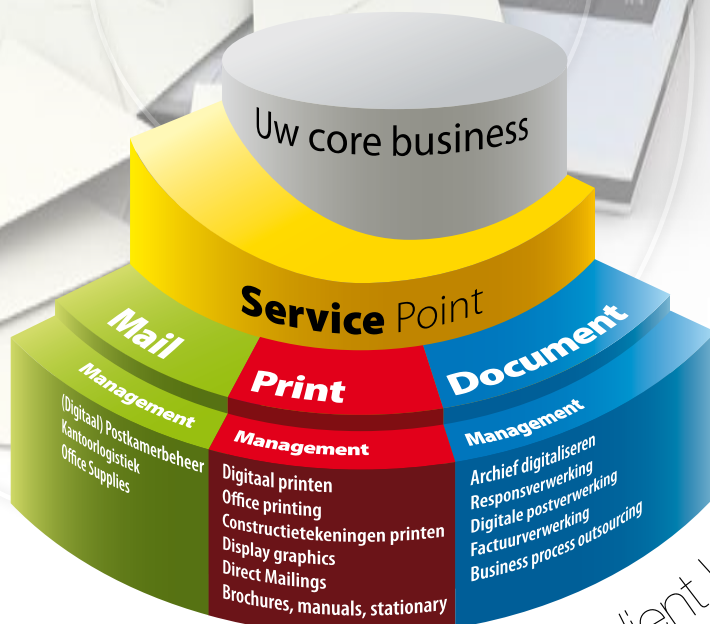 Uw core business
Service Point
Mail
Management
(Digitaal) Postkamerbeheer
Kantoorlogistiek
Office Supplies
Print
Management
Digitaal printen
Office printing
Constructietekeningen printen
Display graphics
Direct Mailings
Brochures, manuals, stationary
Document
Management
Archief digitaliseren
Responsverwerking
Digitale postverwerking
Factuurverwerking
Business process outsourcing